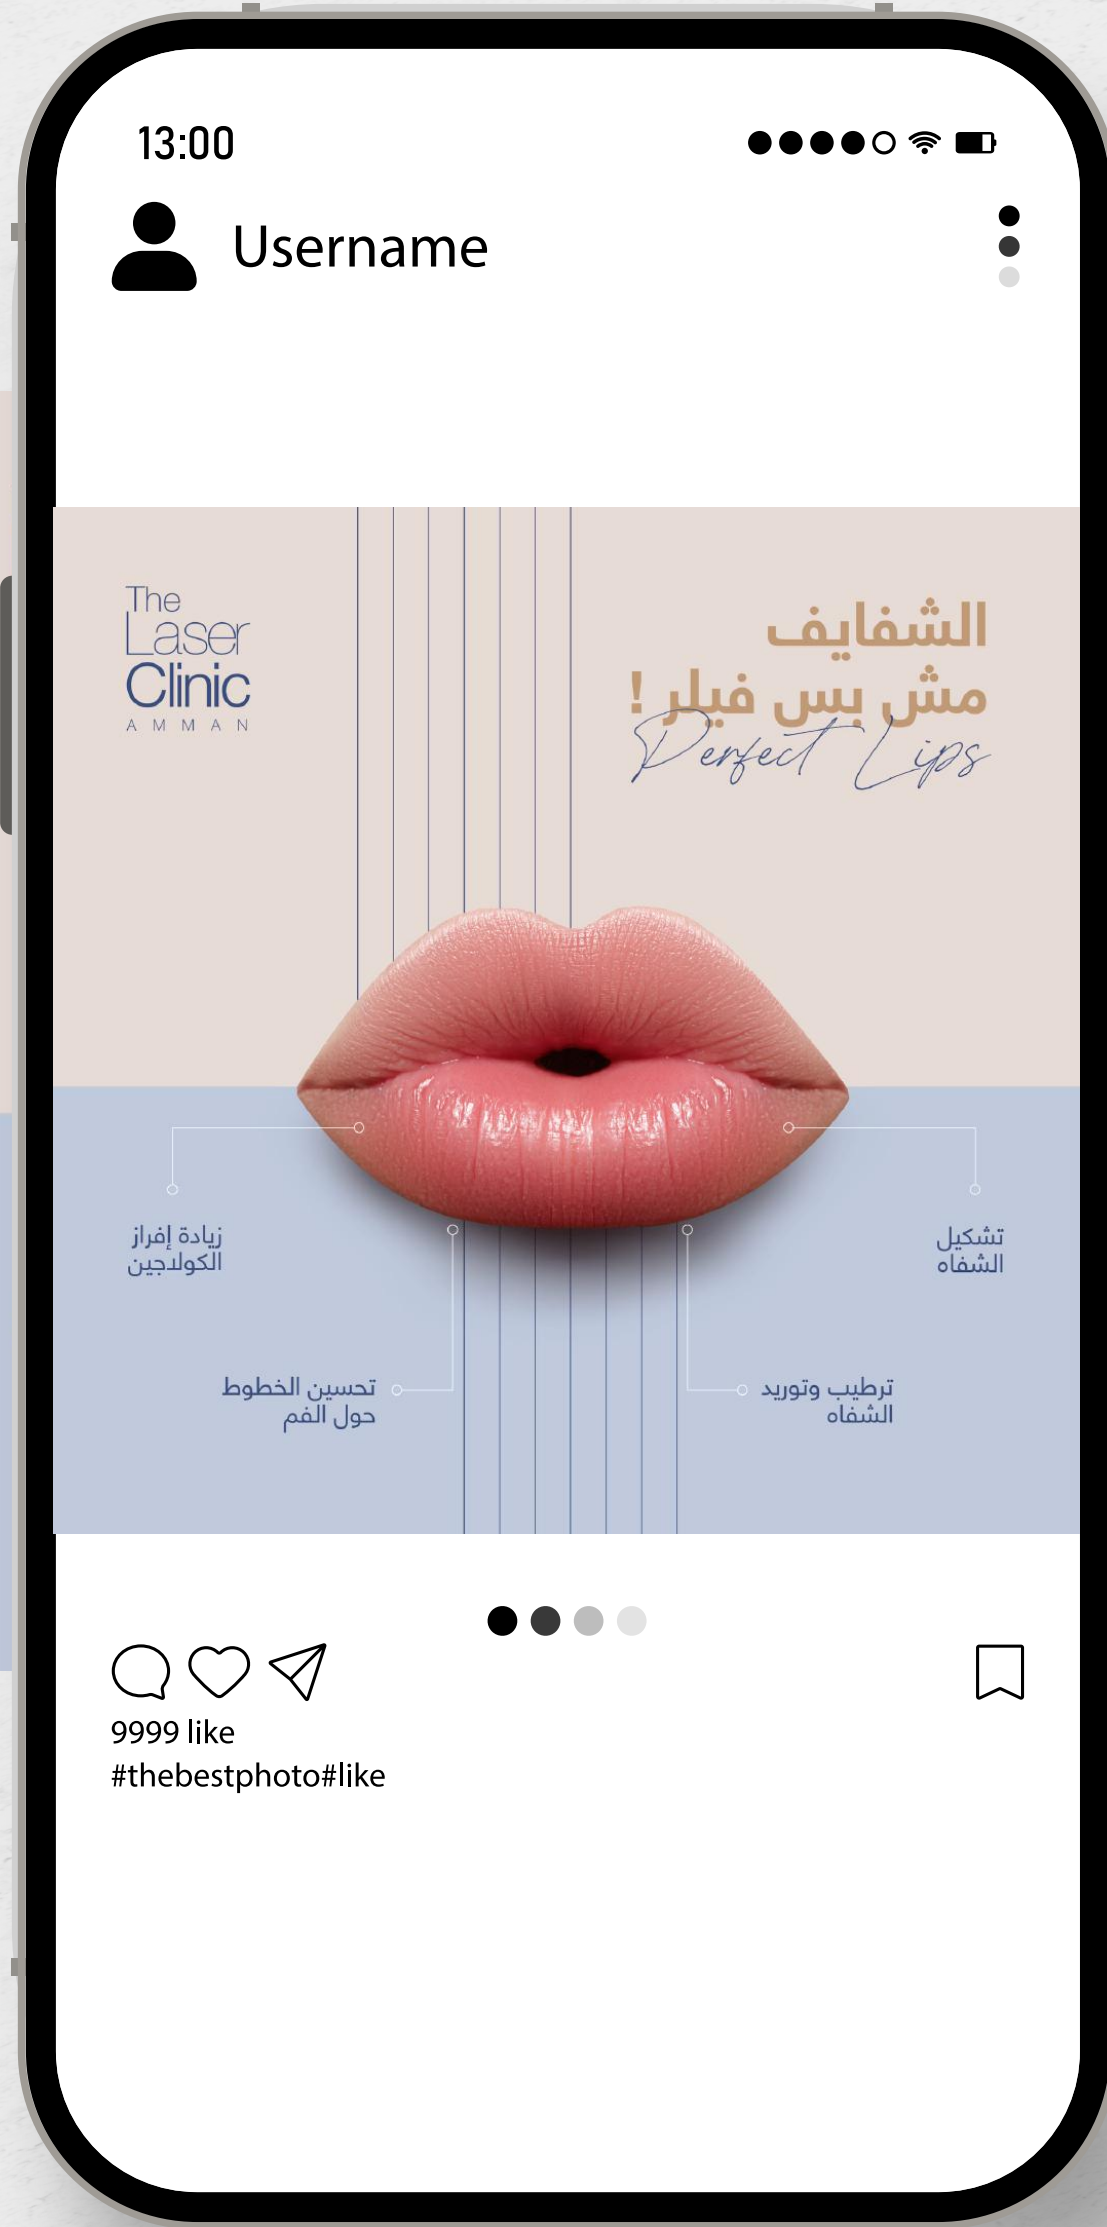 13:00
Username
The
Laser
Clinic
AMMAN
الشفايف
مش بس فيلر !
Perfect Lips
تشكيل
الشفاه
زيادة إفراز
الكولاجين
ترطيب وتوريد
الشفاه
تحسين الخطوط
حول الفم
9999 like
#thebestphoto#like